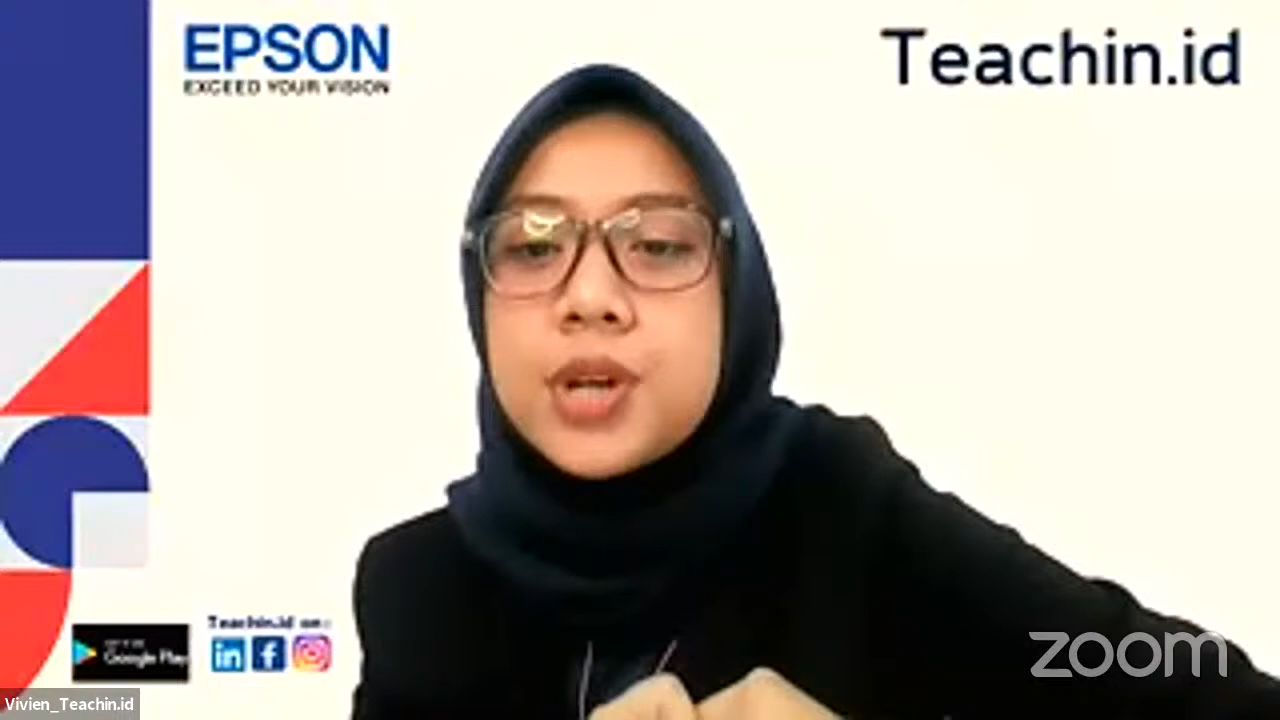 EPSON
EXCEED YOUR VISION
Teachin.id
Teachin.id on:
Google Play
zoom
Vivien_Teachin.id